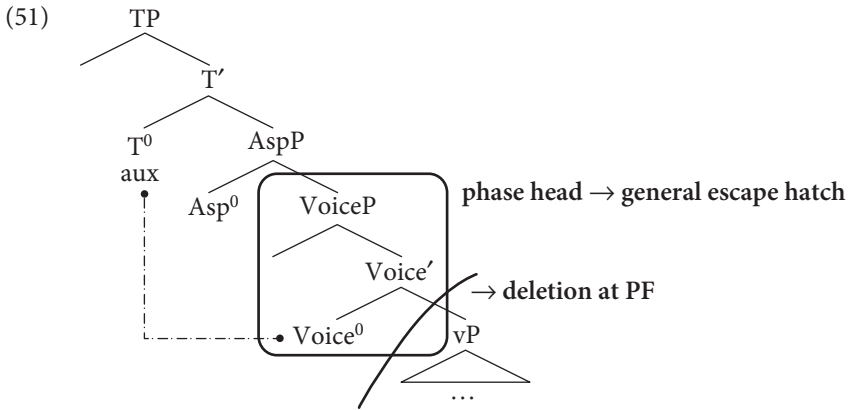 (51)
TP
T′
T⁰ AspP
aux
Asp⁰ VoiceP phase head → general escape hatch
Voice′
→ deletion at PF
Voice⁰ vP
...